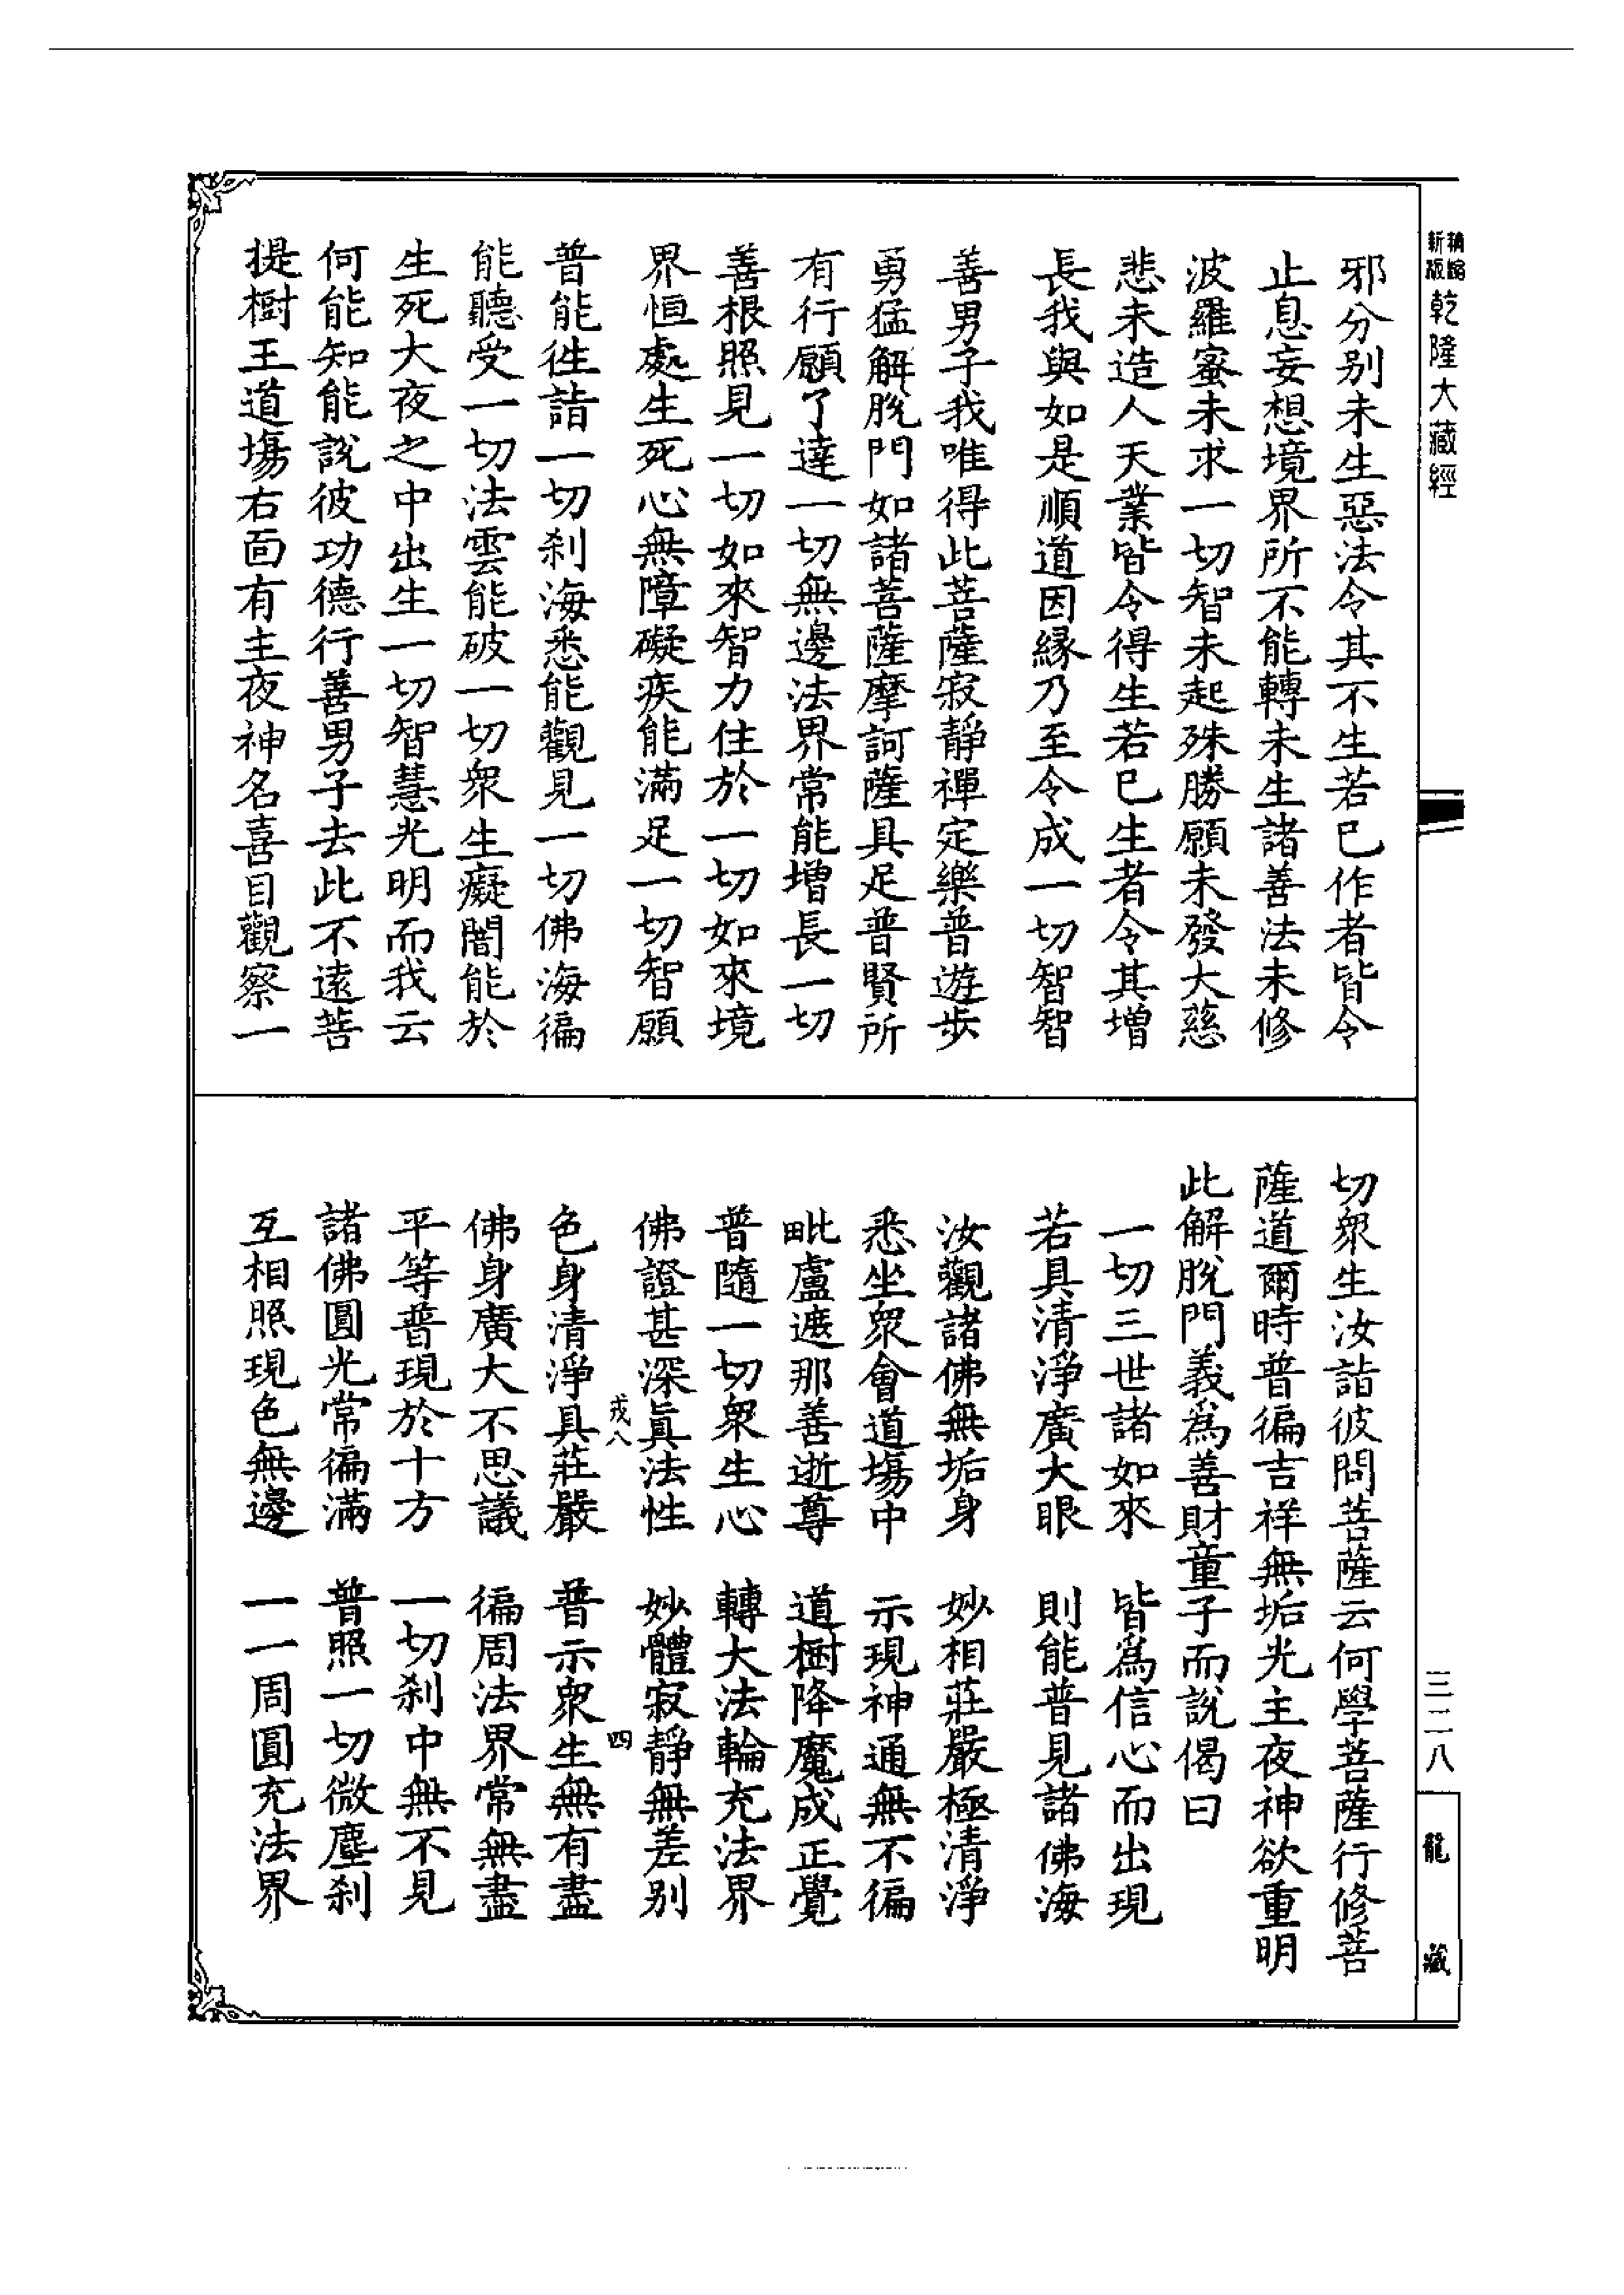 新版精縮乾隆大藏經
邪分别未生惡法令其不生若巳作者皆令
止息妄想境界所不能轉未生諸善法未修
波羅蜜未求一切智未起殊勝願未發大慈
悲未造人天業皆令得生若巳生者令其增
長我與如是順道因緣乃至令成一切智智
善男子我唯得此菩薩寂靜禪定樂普遊步
勇猛解脫門如諸菩薩摩訶薩具足普賢所
有行願了達一切無邊法界常能增長一切
善根照見一切如來智力住於一切如來境
界恒處生死心無障礙疾能滿足一切智願
普能徃詣一切刹海悉能觀見一切佛海徧
能聽受一切法雲能破一切衆生癡闇能於
生死大夜之中出生一切智慧光明而我云
何能知能說彼功德行善男子去此不遠菩
提樹王道場右面有主夜神名喜目觀察一
切衆生汝詣彼問菩薩云何學菩薩行修菩
薩道爾時普徧吉祥無垢光主夜神欲重明
此解脫門義爲善財童子而說偈曰
一切三世諸如來　皆爲信心而出現
若具清淨廣大眼　則能普見諸佛海
汝觀諸佛無垢身　妙相莊嚴極清淨
悉坐衆會道場中　示現神通無不徧
毗盧遮那善逝尊　道樹降魔成正覺
普隨一切衆生心　轉大法輪充法界
佛證甚深眞法性　妙體寂靜無差别
戎八　四
色身清淨具莊嚴　普示衆生無有盡
佛身廣大不思議　徧周法界常無盡
平等普現於十方　一切刹中無不見
諸佛圓光常徧滿　普照一切微塵刹
互相照現色無邊　一一周圓充法界
三二八
龍藏